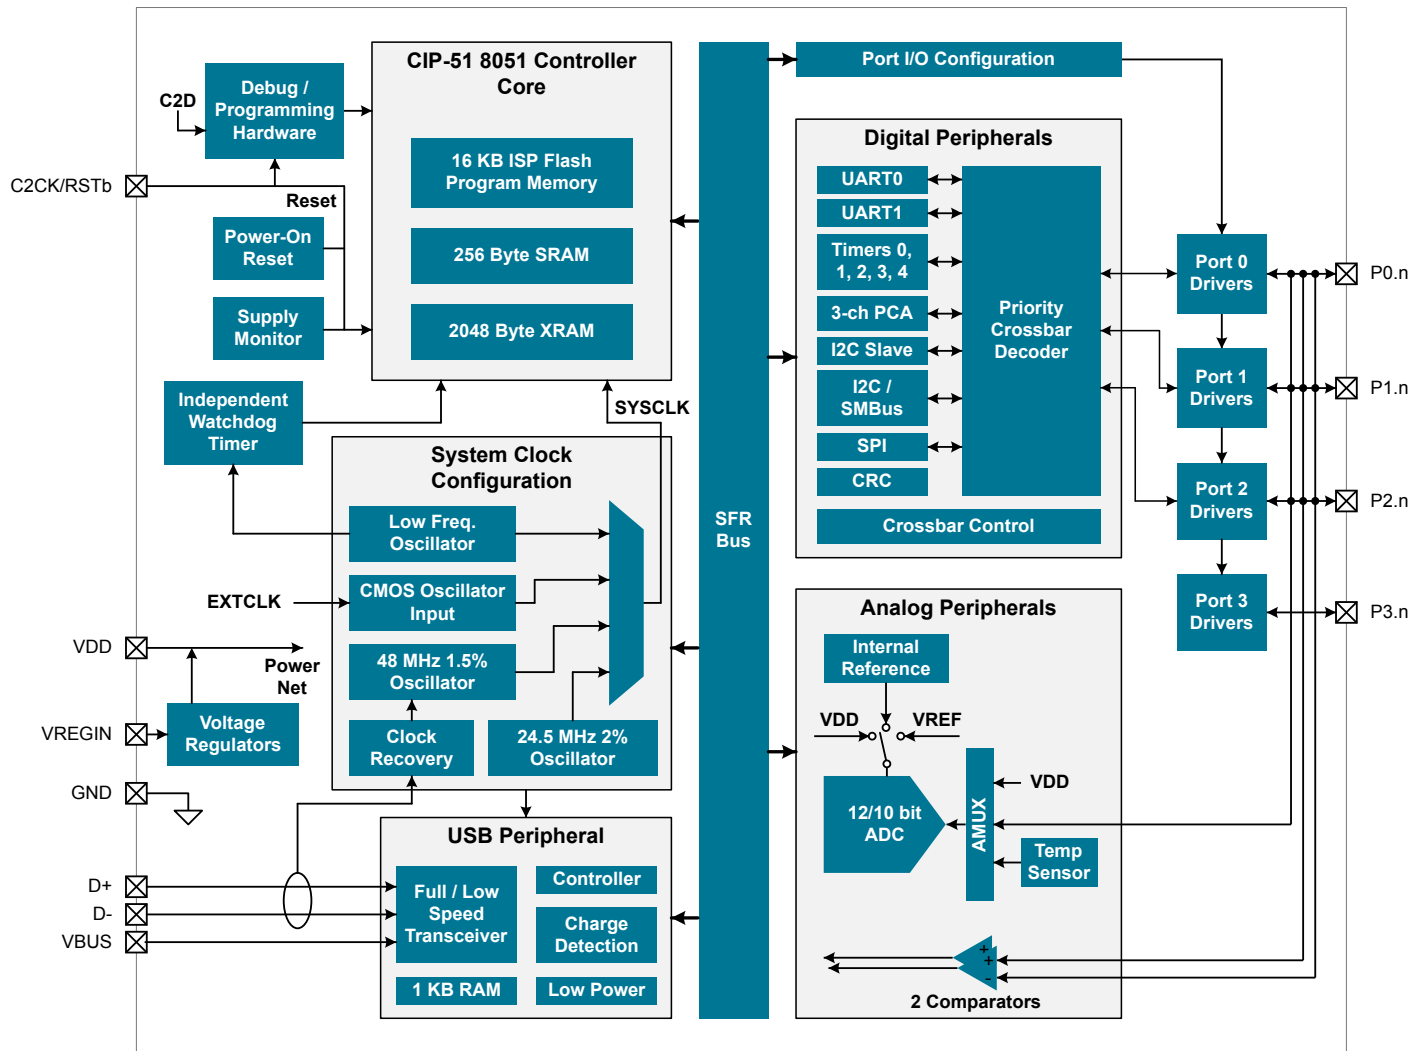 CIP-51 8051 Controller
Core
Debug /
Programming
Hardware
C2D
C2CK/RSTb
Reset
Power-On
Reset
Supply
Monitor
16 KB ISP Flash
Program Memory
256 Byte SRAM
2048 Byte XRAM
Independent
Watchdog
Timer
SYSCLK
System Clock
Configuration
Low Freq.
Oscillator
CMOS Oscillator
Input
EXTCLK
48 MHz 1.5%
Oscillator
Clock
Recovery
24.5 MHz 2%
Oscillator
VDD
Power
Net
VREGIN
Voltage
Regulators
GND
USB Peripheral
D+
D-
VBUS
Full / Low
Speed
Transceiver
Controller
Charge
Detection
1 KB RAM
Low Power
SFR
Bus
Port I/O Configuration
Digital Peripherals
UART0
UART1
Timers 0,
1, 2, 3, 4
3-ch PCA
I2C Slave
I2C /
SMBus
SPI
CRC
Priority
Crossbar
Decoder
Crossbar Control
Port 0
Drivers
P0.n
Port 1
Drivers
P1.n
Port 2
Drivers
P2.n
Port 3
Drivers
P3.n
Analog Peripherals
Internal
Reference
VDD
VREF
12/10 bit
ADC
AMUX
VDD
Temp
Sensor
+
+
-
2 Comparators